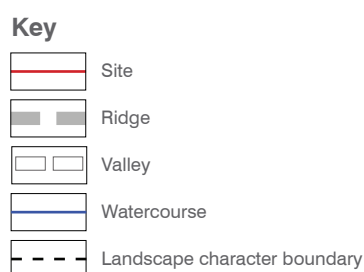 Key
Site
Ridge
Valley
Watercourse
Landscape character boundary